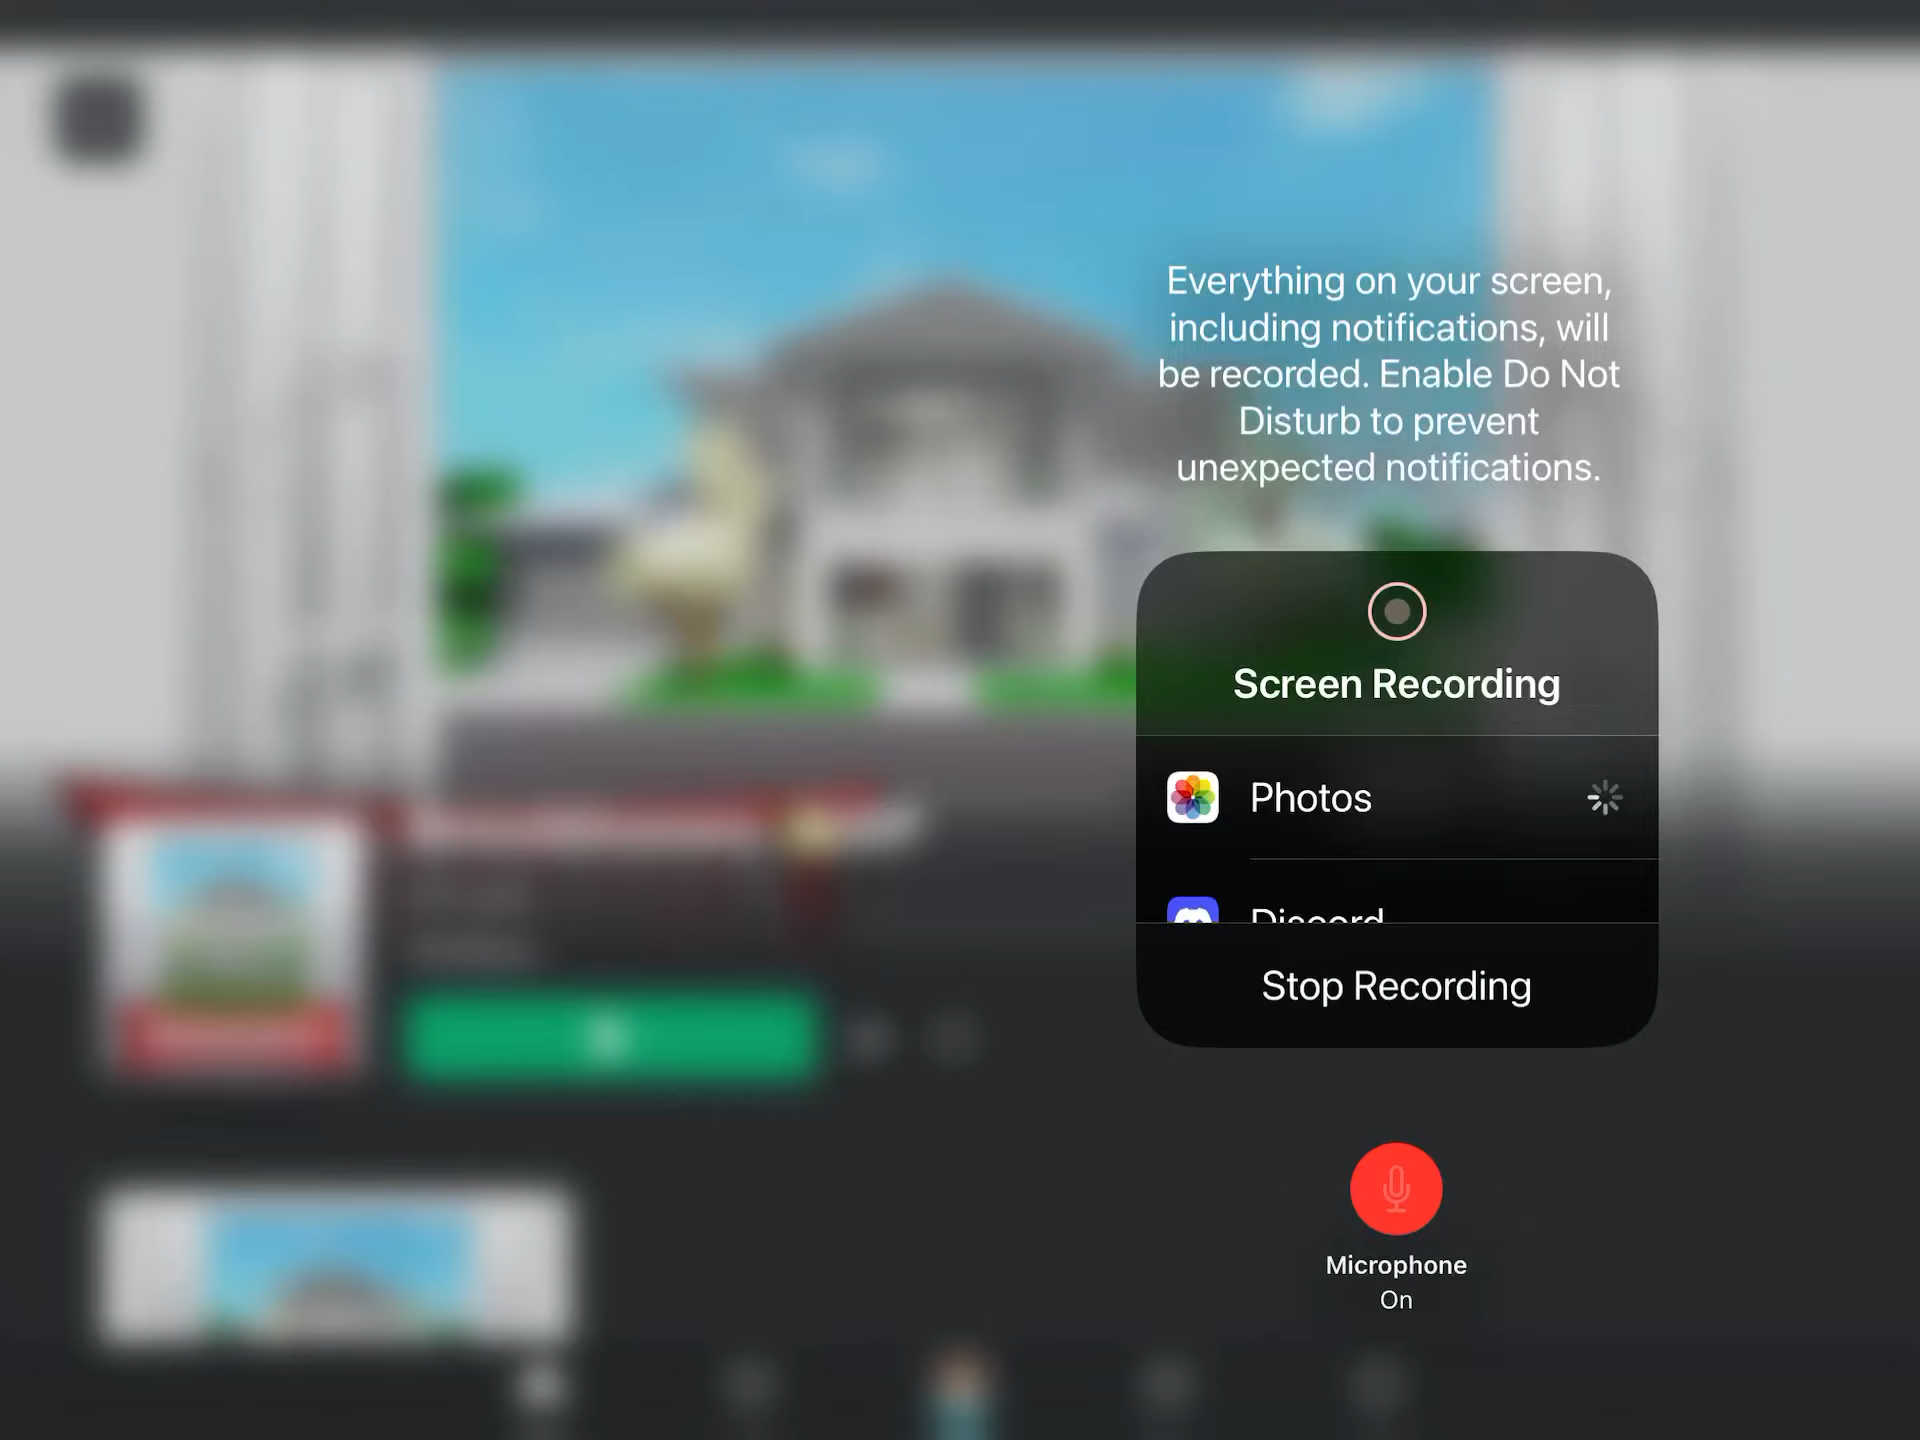 Everything on your screen,
including notifications, will
be recorded. Enable Do Not
Disturb to prevent
unexpected notifications.
Screen Recording
Photos
Discord
Stop Recording
Microphone
On